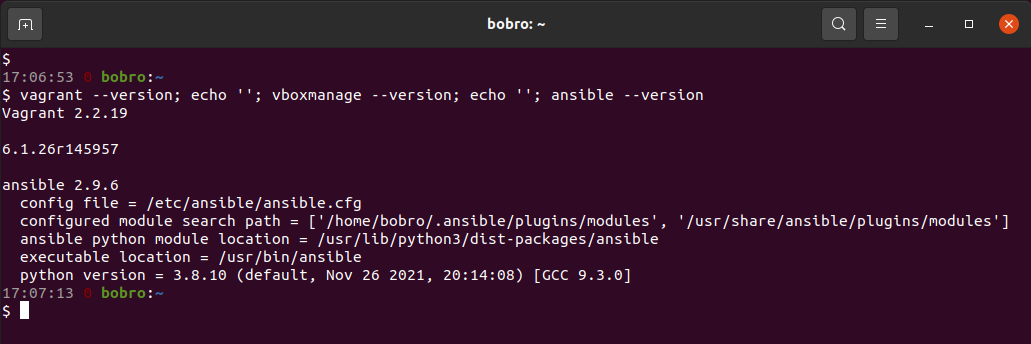 bobro: ~
$
17:06:53 0 bobro:~
$ vagrant --version; echo ''; vboxmanage --version; echo ''; ansible --version
Vagrant 2.2.19
6.1.26r145957
ansible 2.9.6
  config file = /etc/ansible/ansible.cfg
  configured module search path = ['/home/bobro/.ansible/plugins/modules', '/usr/share/ansible/plugins/modules']
  ansible python module location = /usr/lib/python3/dist-packages/ansible
  executable location = /usr/bin/ansible
  python version = 3.8.10 (default, Nov 26 2021, 20:14:08) [GCC 9.3.0]
17:07:13 0 bobro:~
$